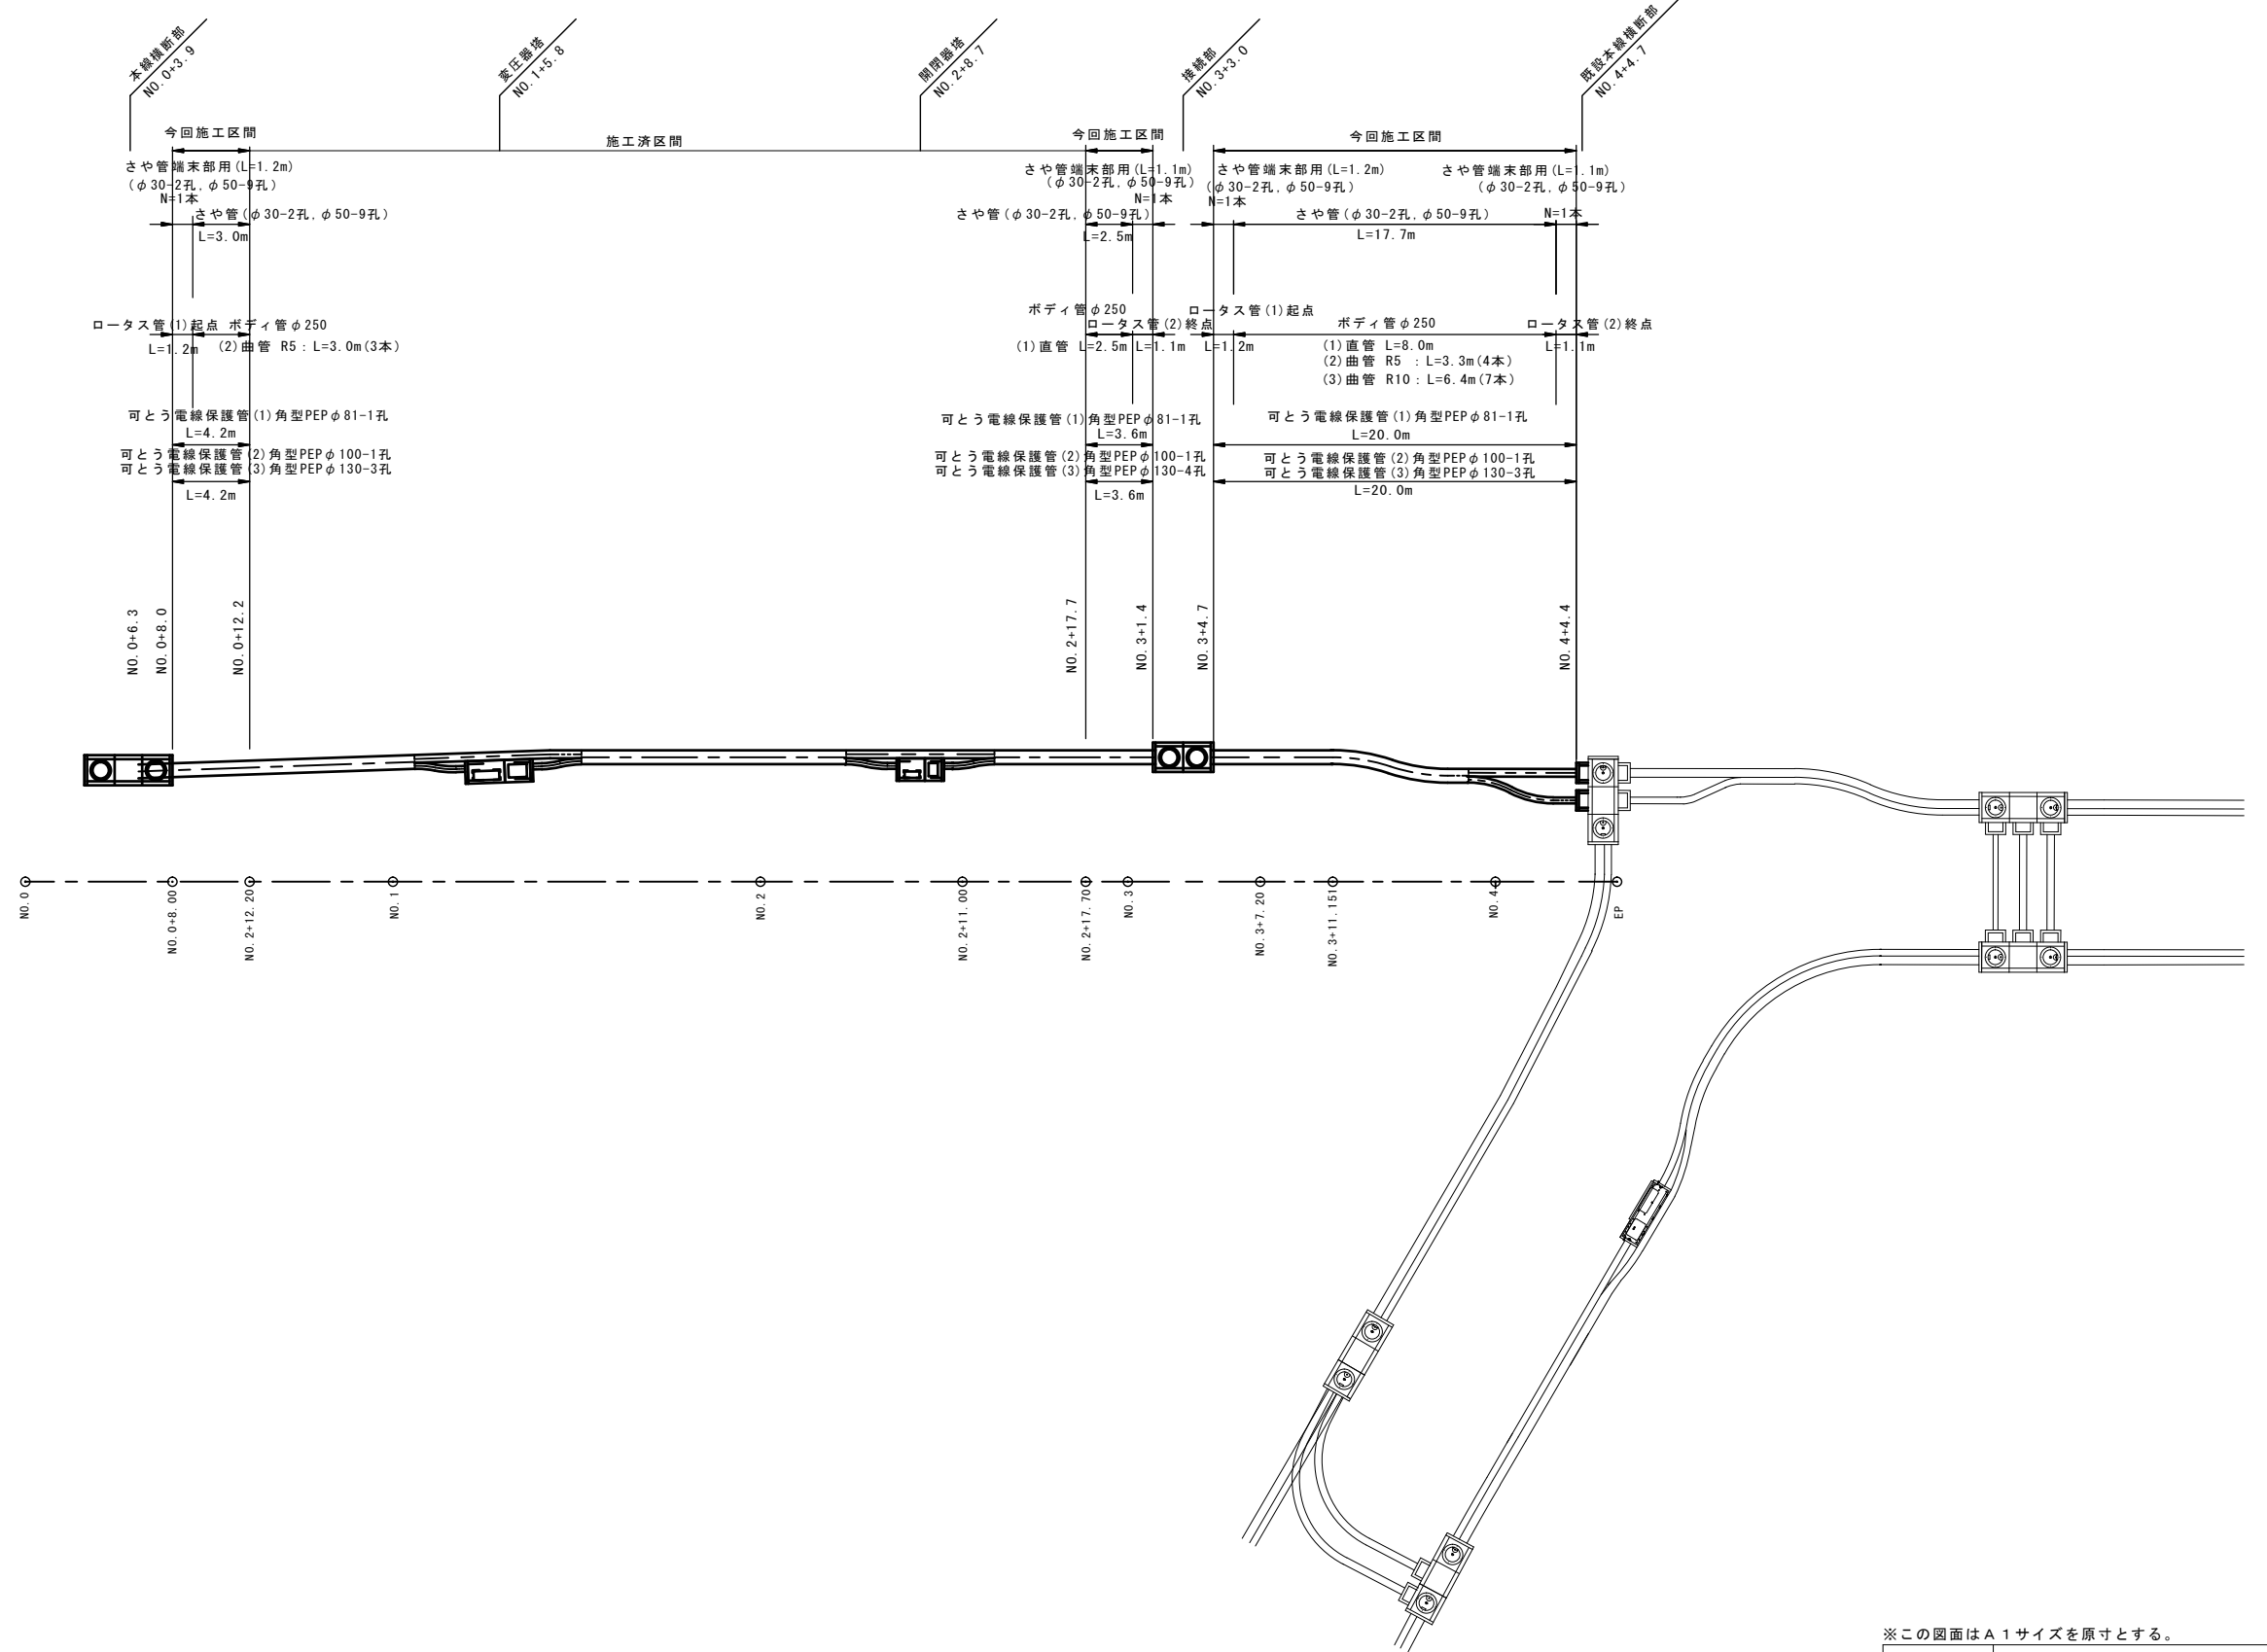 本線横断部
NO.0+3.9
変圧器塔
NO.1+5.8
開閉器塔
NO.2+8.7
接続部
NO.3+3.0
既設本線横断部
NO.4+4.7
今回施工区間
施工済区間
今回施工区間
今回施工区間
さや管端末部用(L=1.2m)
(φ30-2孔,φ50-9孔)
N=1本
さや管(φ30-2孔,φ50-9孔)
L=3.0m
さや管端末部用(L=1.1m)
(φ30-2孔,φ50-9孔)
N=1本
さや管(φ30-2孔,φ50-9孔)
L=2.5m
さや管端末部用(L=1.2m)
(φ30-2孔,φ50-9孔)
N=1本
さや管(φ30-2孔,φ50-9孔)
L=17.7m
さや管端末部用(L=1.1m)
(φ30-2孔,φ50-9孔)
N=1本
ロータス管(1)起点 ボディ管φ250
L=1.2m (2)曲管 R5：L=3.0m(3本)
ボディ管φ250
ロータス管(2)終点
(1)直管 L=2.5m L=1.1m
ロータス管(1)起点
L=1.2m
ボディ管φ250
(1)直管 L=8.0m
(2)曲管 R5 ：L=3.3m(4本)
(3)曲管 R10：L=6.4m(7本)
ロータス管(2)終点
L=1.1m
可とう電線保護管(1)角型PEPφ81-1孔
L=4.2m
可とう電線保護管(2)角型PEPφ100-1孔
可とう電線保護管(3)角型PEPφ130-3孔
L=4.2m
可とう電線保護管(1)角型PEPφ81-1孔
L=3.6m
可とう電線保護管(2)角型PEPφ100-1孔
可とう電線保護管(3)角型PEPφ130-4孔
L=3.6m
可とう電線保護管(1)角型PEPφ81-1孔
L=20.0m
可とう電線保護管(2)角型PEPφ100-1孔
可とう電線保護管(3)角型PEPφ130-3孔
L=20.0m
NO.0+6.3
NO.0+8.0
NO.0+12.2
NO.2+17.7
NO.3+1.4
NO.3+4.7
NO.4+4.4
NO.0
NO.0+8.00
NO.2+12.20
NO.1
NO.2
NO.2+11.00
NO.2+17.70
NO.3
NO.3+7.20
NO.3+11.151
NO.4
EP
※この図面はA1サイズを原寸とする。